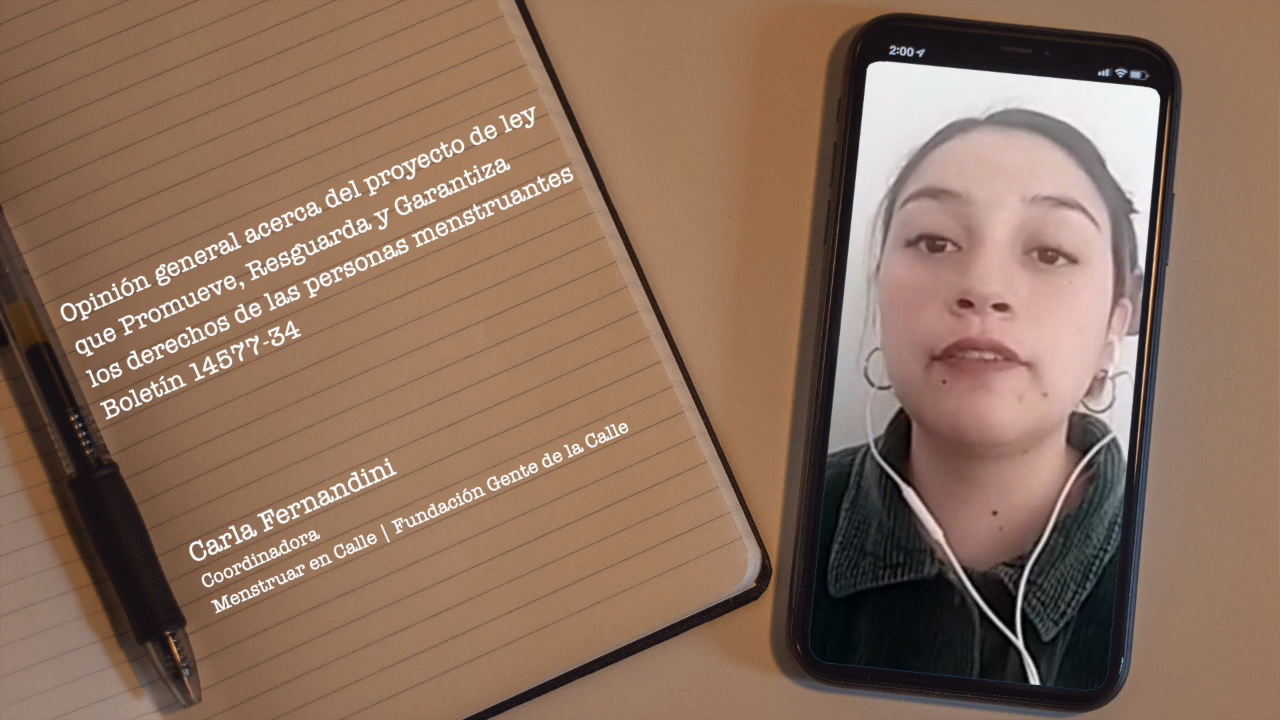 Opinión general acerca del proyecto de ley
que Promueve, Resguarda y Garantiza
los derechos de las personas menstruantes
Boletín 14577-34
Carla Fernandini
Coordinadora
Menstruar en Calle | Fundación Gente de la Calle
2:00